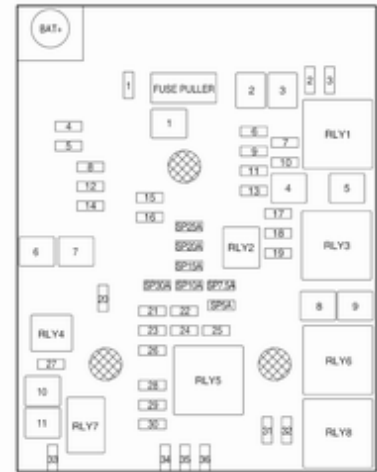 BAT+
1 FUSE PULLER 2 3 2 3
1
4 6 RLY1
5 7
9
8 10
11
12 13 4 5
14 15
16 17
SP25A RLY2 18 RLY3
SP20A
6 7 SP15A 19
SP30A SP10A SP7.5A
20 SP5A 8 9
21 22
RLY4 23 24 25
26
27 RLY5 RLY6
10 28
11 RLY7 29
30 31 32 RLY8
33 34 35 36